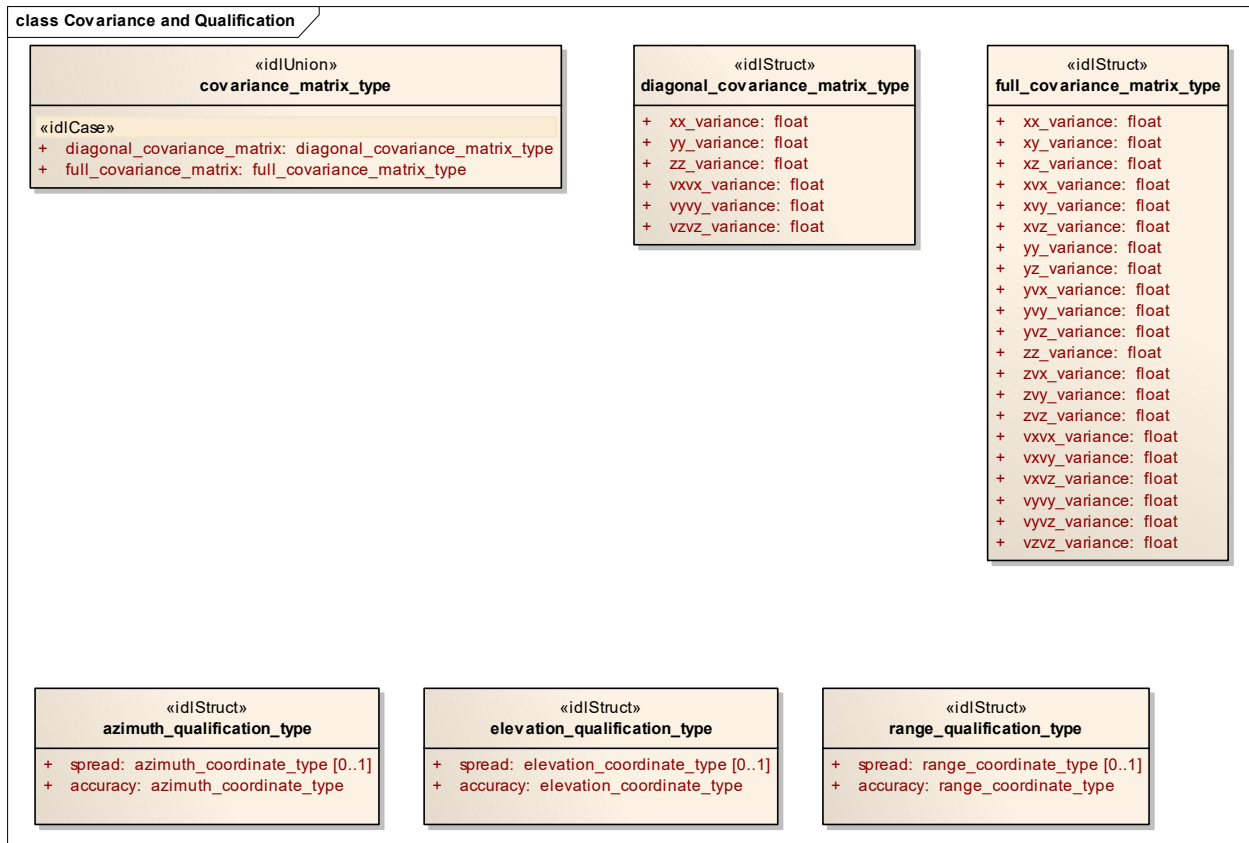 class Covariance and Qualification
«idlUnion»
covariance_matrix_type
«idlCase»
+ diagonal_covariance_matrix: diagonal_covariance_matrix_type
+ full_covariance_matrix: full_covariance_matrix_type
«idlStruct»
diagonal_covariance_matrix_type
+ xx_variance: float
+ yy_variance: float
+ zz_variance: float
+ vxvx_variance: float
+ vyvy_variance: float
+ vzvz_variance: float
«idlStruct»
full_covariance_matrix_type
+ xx_variance: float
+ xy_variance: float
+ xz_variance: float
+ xvx_variance: float
+ xvy_variance: float
+ xvz_variance: float
+ yy_variance: float
+ yz_variance: float
+ yvx_variance: float
+ yvy_variance: float
+ yvz_variance: float
+ zz_variance: float
+ zvx_variance: float
+ zvy_variance: float
+ zvz_variance: float
+ vxvx_variance: float
+ vxvy_variance: float
+ vxvz_variance: float
+ vyvy_variance: float
+ vyvz_variance: float
+ vzvz_variance: float
«idlStruct»
azimuth_qualification_type
+ spread: azimuth_coordinate_type [0..1]
+ accuracy: azimuth_coordinate_type
«idlStruct»
elevation_qualification_type
+ spread: elevation_coordinate_type [0..1]
+ accuracy: elevation_coordinate_type
«idlStruct»
range_qualification_type
+ spread: range_coordinate_type [0..1]
+ accuracy: range_coordinate_type